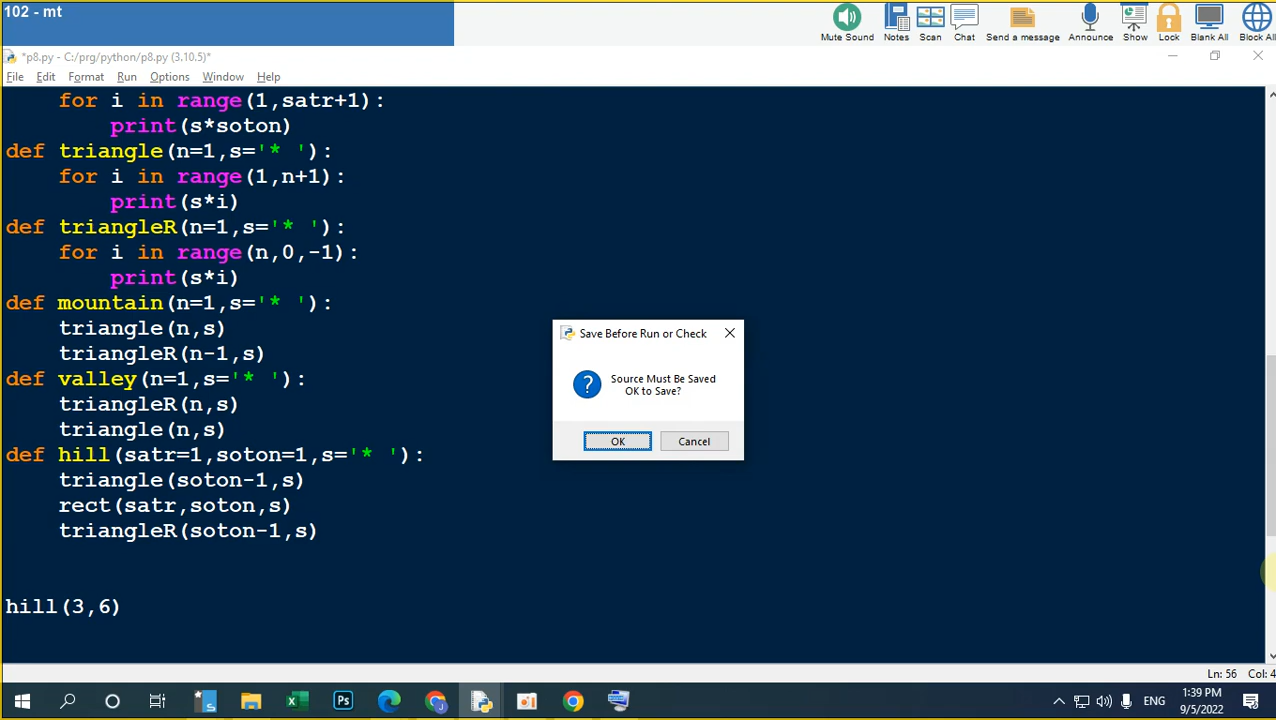 102 - mt
Mute Sound Notes Scan Chat Send a message Announce Show Lock Blank All Block All
*p8.py - C:/prg/python/p8.py (3.10.5)*
File Edit Format Run Options Window Help
for i in range(1,satr+1):
print(s*soton)
def triangle(n=1,s='* '):
for i in range(1,n+1):
print(s*i)
def triangleR(n=1,s='* '):
for i in range(n,0,-1):
print(s*i)
def mountain(n=1,s='* '):
triangle(n,s)
triangleR(n-1,s)
def valley(n=1,s='* '):
triangleR(n,s)
triangle(n,s)
def hill(satr=1,soton=1,s='* '):
triangle(soton-1,s)
rect(satr,soton,s)
triangleR(soton-1,s)
hill(3,6)
Save Before Run or Check
Source Must Be Saved
OK to Save?
OK Cancel
Ln: 56 Col: 4
ENG
1:39 PM
9/5/2022